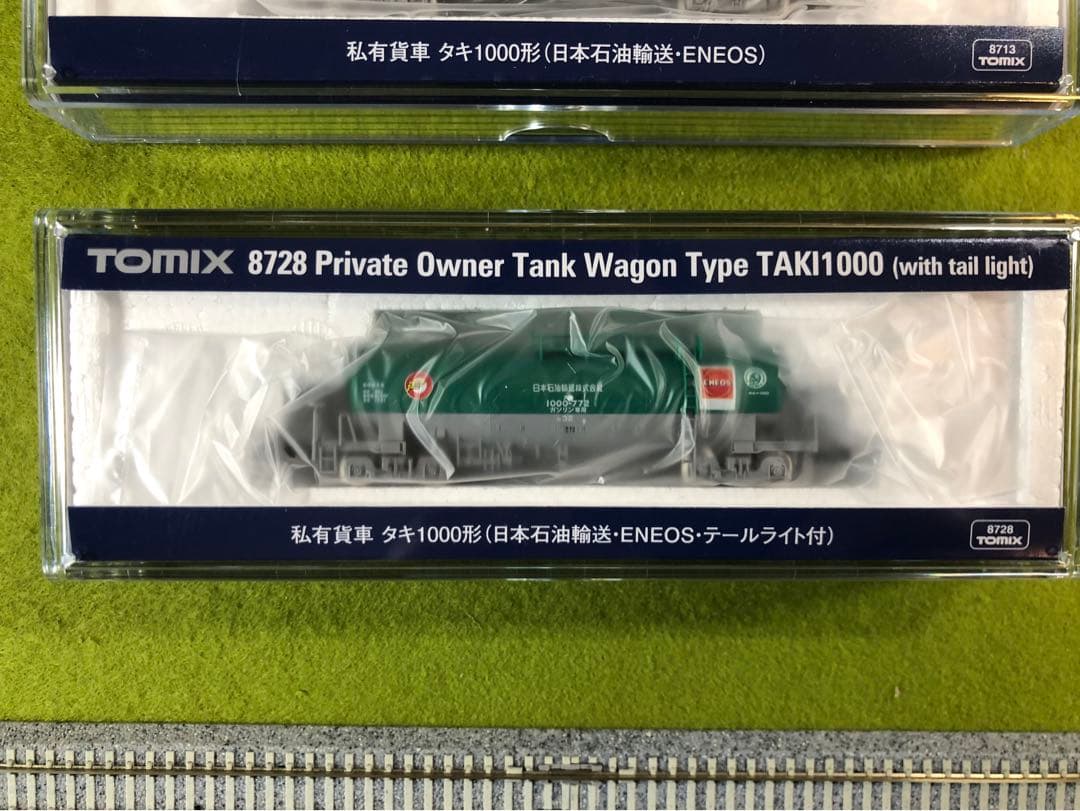 私有貨車 タキ1000形(日本石油輸送・ENEOS)
8713
TOMIX
TOMIX 8728 Private Owner Tank Wagon Type TAKI1000 (with tail light)
日本石油輸送株式会社
1000-772
ガソリン専用
ENEOS
私有貨車 タキ1000形(日本石油輸送・ENEOS・テールライト付)
8728
TOMIX